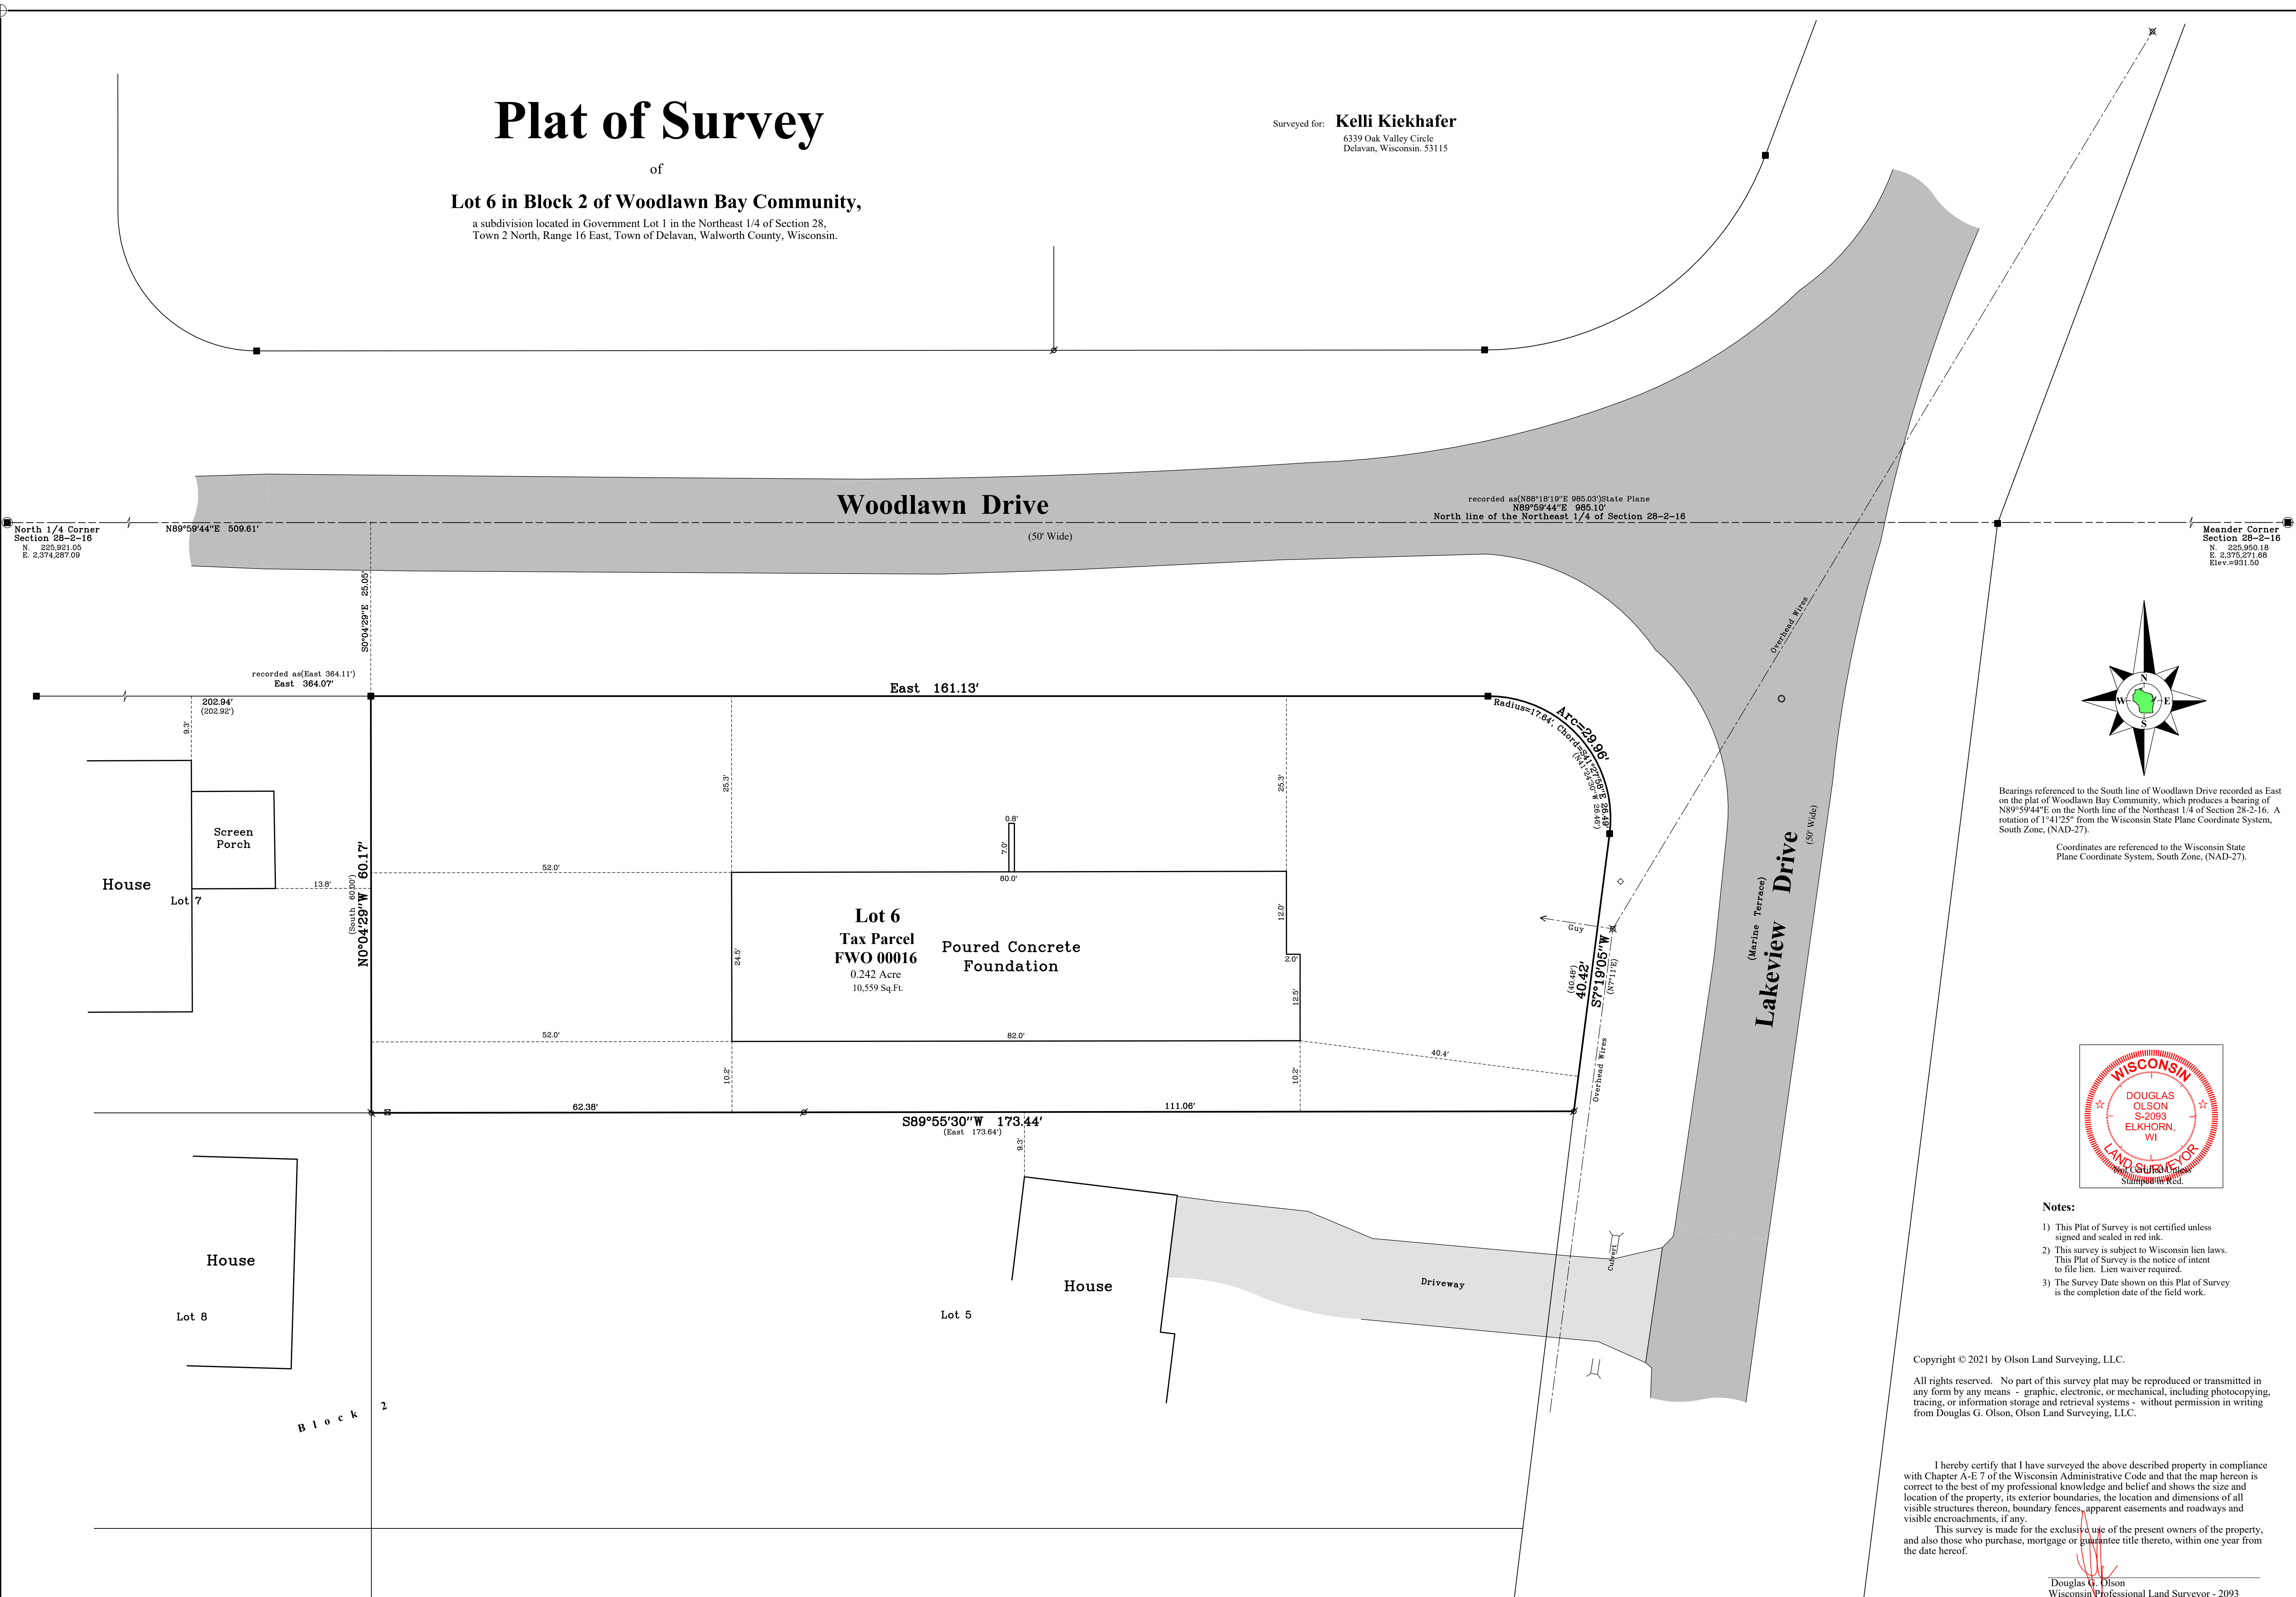 Plat of Survey
of
Lot 6 in Block 2 of Woodlawn Bay Community,
a subdivision located in Government Lot 1 in the Northeast 1/4 of Section 28,
Town 2 North, Range 16 East, Town of Delavan, Walworth County, Wisconsin.
Surveyed for: Kelli Kiekhafer
6339 Oak Valley Circle
Delavan, Wisconsin. 53115
Woodlawn Drive
(50' Wide)
recorded as(N88°18'19"E 985.03')State Plane
N89°59'44"E 985.10'
North line of the Northeast 1/4 of Section 28-2-16
North 1/4 Corner
Section 28-2-16
N. 225,921.05
E. 2,374,287.09
N89°59'44"E 509.61'
Meander Corner
Section 28-2-16
N. 225,950.18
E. 2,375,271.68
Elev.=931.50
S0°04'29"E 25.05'
Overhead Wires
recorded as(East 364.11')
East 364.07'
202.94'
(202.92')
9.3'
East 161.13'
Arc=29.96'
Radius=17.64', Chord=S41°27'58"E 26.49'
(N41°24'30"W 26.46')
N
W
E
S
Bearings referenced to the South line of Woodlawn Drive recorded as East
on the plat of Woodlawn Bay Community, which produces a bearing of
N89°59'44"E on the North line of the Northeast 1/4 of Section 28-2-16. A
rotation of 1°41'25" from the Wisconsin State Plane Coordinate System,
South Zone, (NAD-27).
Coordinates are referenced to the Wisconsin State
Plane Coordinate System, South Zone, (NAD-27).
25.3'
25.3'
0.8'
7.0'
80.0'
Screen
Porch
House
Lot 7
13.8'
52.0'
N0°04'29"W 60.17'
(South 60.00')
Lot 6
Tax Parcel
FWO 00016
0.242 Acre
10,559 Sq.Ft.
Poured Concrete
Foundation
24.5'
12.0'
2.0'
12.5'
Guy
(40.48')
40.42'
S7°19'05"W
(N7°11'E)
Lakeview Drive
(Marine Terrace)
(50' Wide)
52.0'
82.0'
40.4'
10.2'
10.2'
Overhead Wires
62.38'
111.06'
S89°55'30"W 173.44'
(East 173.64')
9.3'
House
Lot 8
Block 2
House
Lot 5
Driveway
Culvert
WISCONSIN
DOUGLAS
OLSON
S-2093
ELKHORN,
WI
LAND SURVEYOR
Not Certified Unless
Stamped In Red.
Notes:
1) This Plat of Survey is not certified unless
signed and sealed in red ink.
2) This survey is subject to Wisconsin lien laws.
This Plat of Survey is the notice of intent
to file lien. Lien waiver required.
3) The Survey Date shown on this Plat of Survey
is the completion date of the field work.
Copyright © 2021 by Olson Land Surveying, LLC.
All rights reserved. No part of this survey plat may be reproduced or transmitted in
any form by any means - graphic, electronic, or mechanical, including photocopying,
tracing, or information storage and retrieval systems - without permission in writing
from Douglas G. Olson, Olson Land Surveying, LLC.
I hereby certify that I have surveyed the above described property in compliance
with Chapter A-E 7 of the Wisconsin Administrative Code and that the map hereon is
correct to the best of my professional knowledge and belief and shows the size and
location of the property, its exterior boundaries, the location and dimensions of all
visible structures thereon, boundary fences, apparent easements and roadways and
visible encroachments, if any.
This survey is made for the exclusive use of the present owners of the property,
and also those who purchase, mortgage or guarantee title thereto, within one year from
the date hereof.
Douglas G. Olson
Wisconsin Professional Land Surveyor - 2093